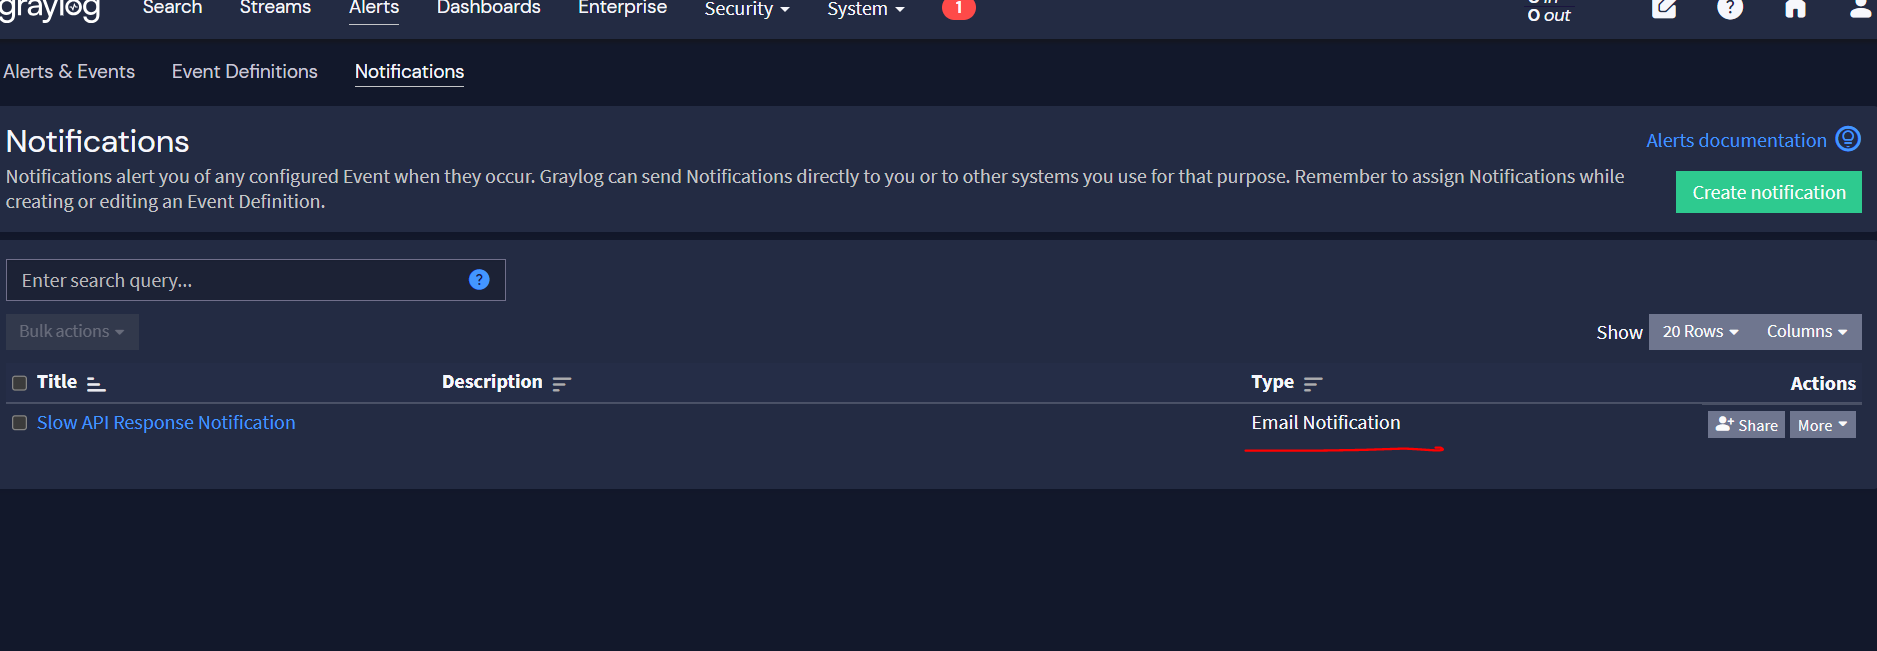 graylog Search Streams Alerts Dashboards Enterprise Security System 1
0 out
Alerts & Events Event Definitions Notifications
Notifications
Alerts documentation
Notifications alert you of any configured Event when they occur. Graylog can send Notifications directly to you or to other systems you use for that purpose. Remember to assign Notifications while
creating or editing an Event Definition.
Create notification
Enter search query...
?
Bulk actions
Show 20 Rows Columns
Title Description Type Actions
Slow API Response Notification Email Notification Share More